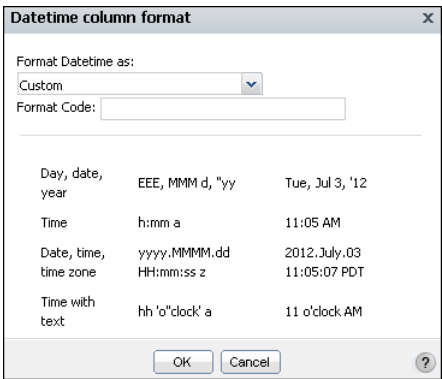 Datetime column format x
Format Datetime as:
Custom
Format Code:
Day, date, year EEE, MMM d, ''yy Tue, Jul 3, '12
Time h:mm a 11:05 AM
Date, time, time zone yyyy.MMMM.dd HH:mm:ss z 2012.July.03 11:05:07 PDT
Time with text hh 'o''clock' a 11 o'clock AM
OK Cancel ?